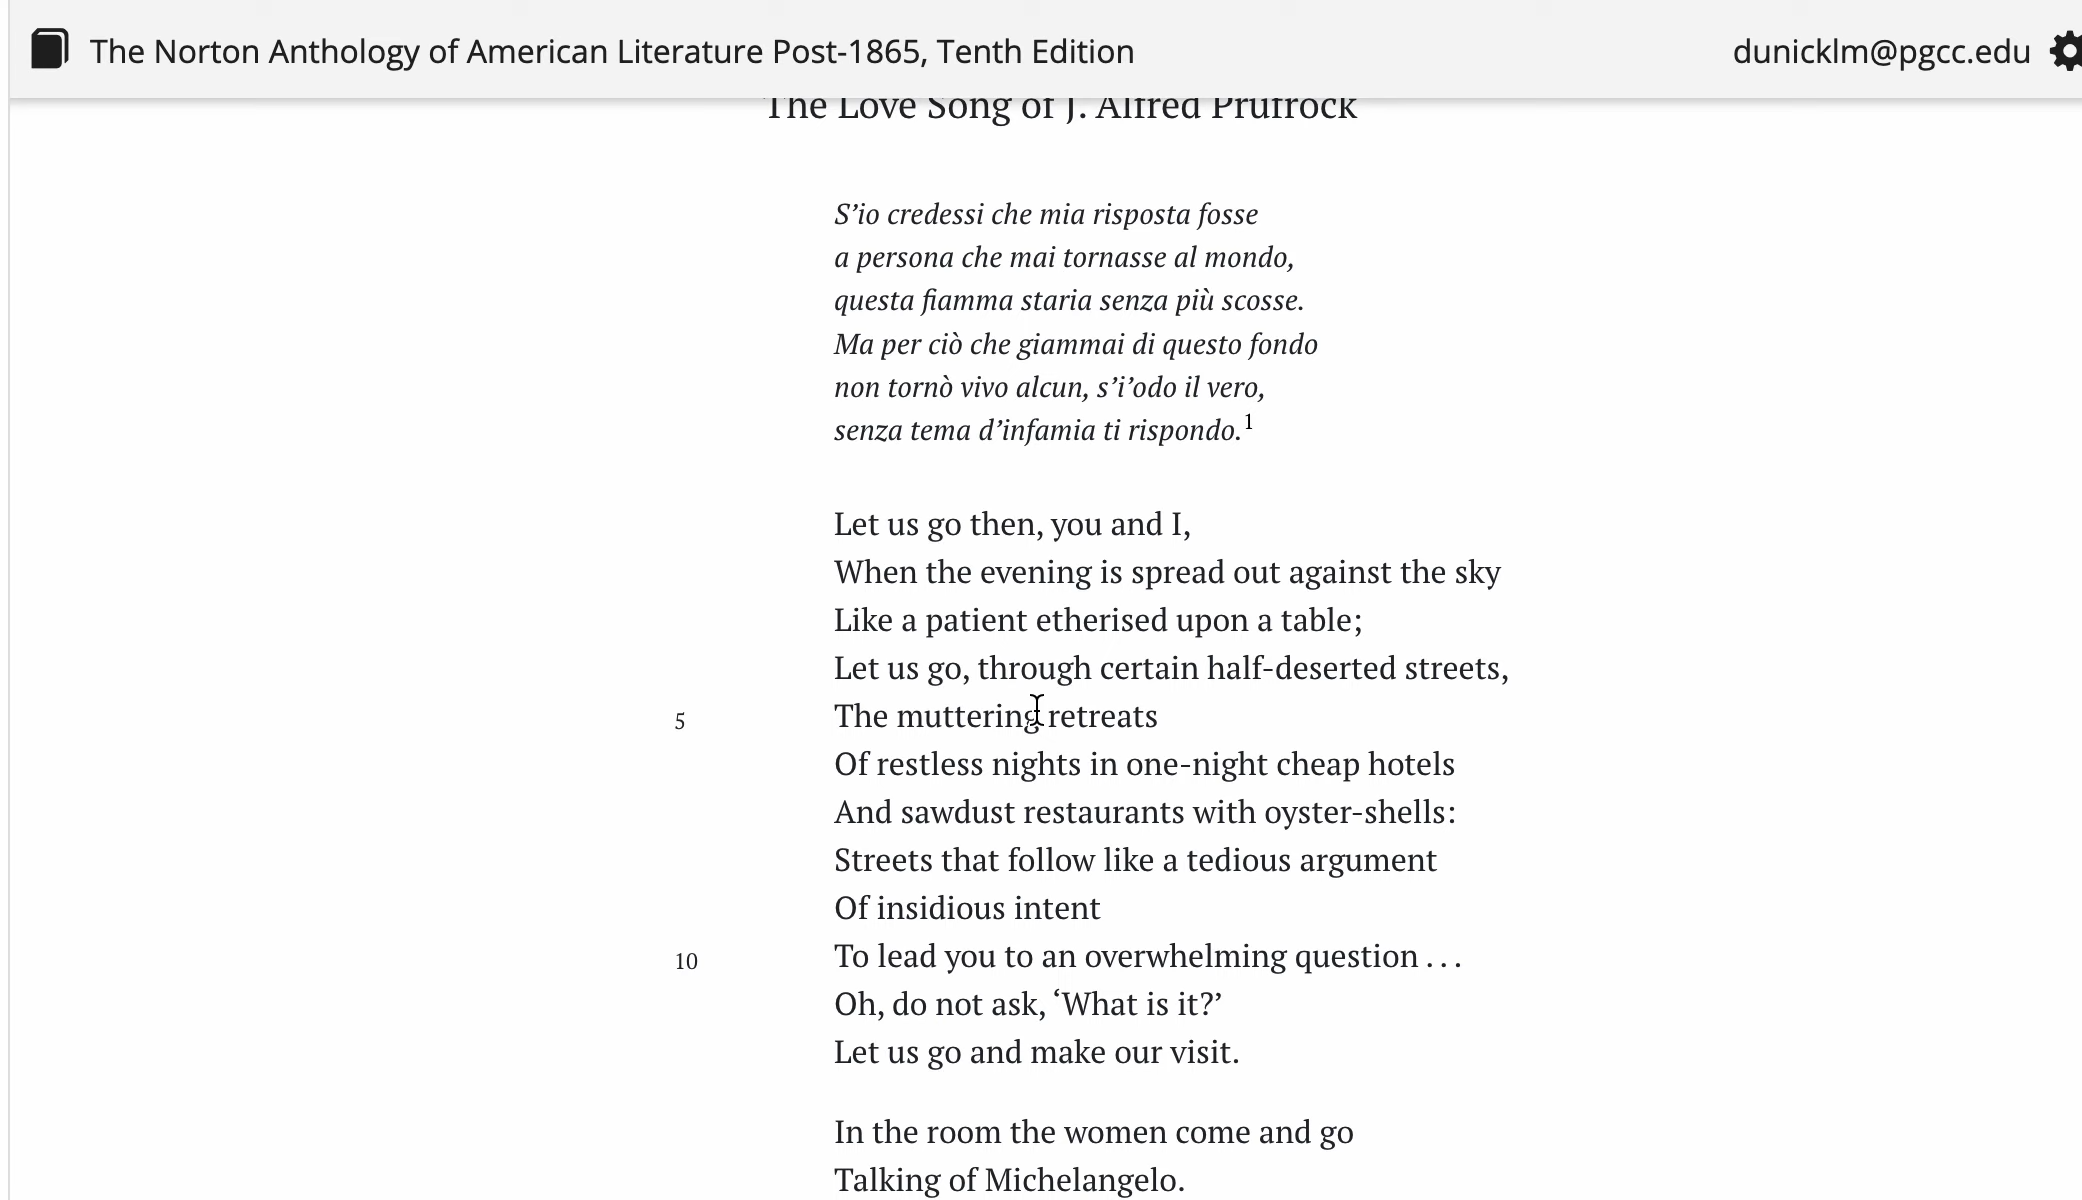 The Norton Anthology of American Literature Post-1865, Tenth Edition
dunicklm@pgcc.edu
The Love Song of J. Alfred Prufrock
S’io credessi che mia risposta fosse
a persona che mai tornasse al mondo,
questa fiamma staria senza più scosse.
Ma per ciò che giammai di questo fondo
non tornò vivo alcun, s’i’odo il vero,
senza tema d’infamia ti rispondo.1
Let us go then, you and I,
When the evening is spread out against the sky
Like a patient etherised upon a table;
Let us go, through certain half-deserted streets,
5 The muttering retreats
Of restless nights in one-night cheap hotels
And sawdust restaurants with oyster-shells:
Streets that follow like a tedious argument
Of insidious intent
10 To lead you to an overwhelming question . . .
Oh, do not ask, ‘What is it?’
Let us go and make our visit.
In the room the women come and go
Talking of Michelangelo.